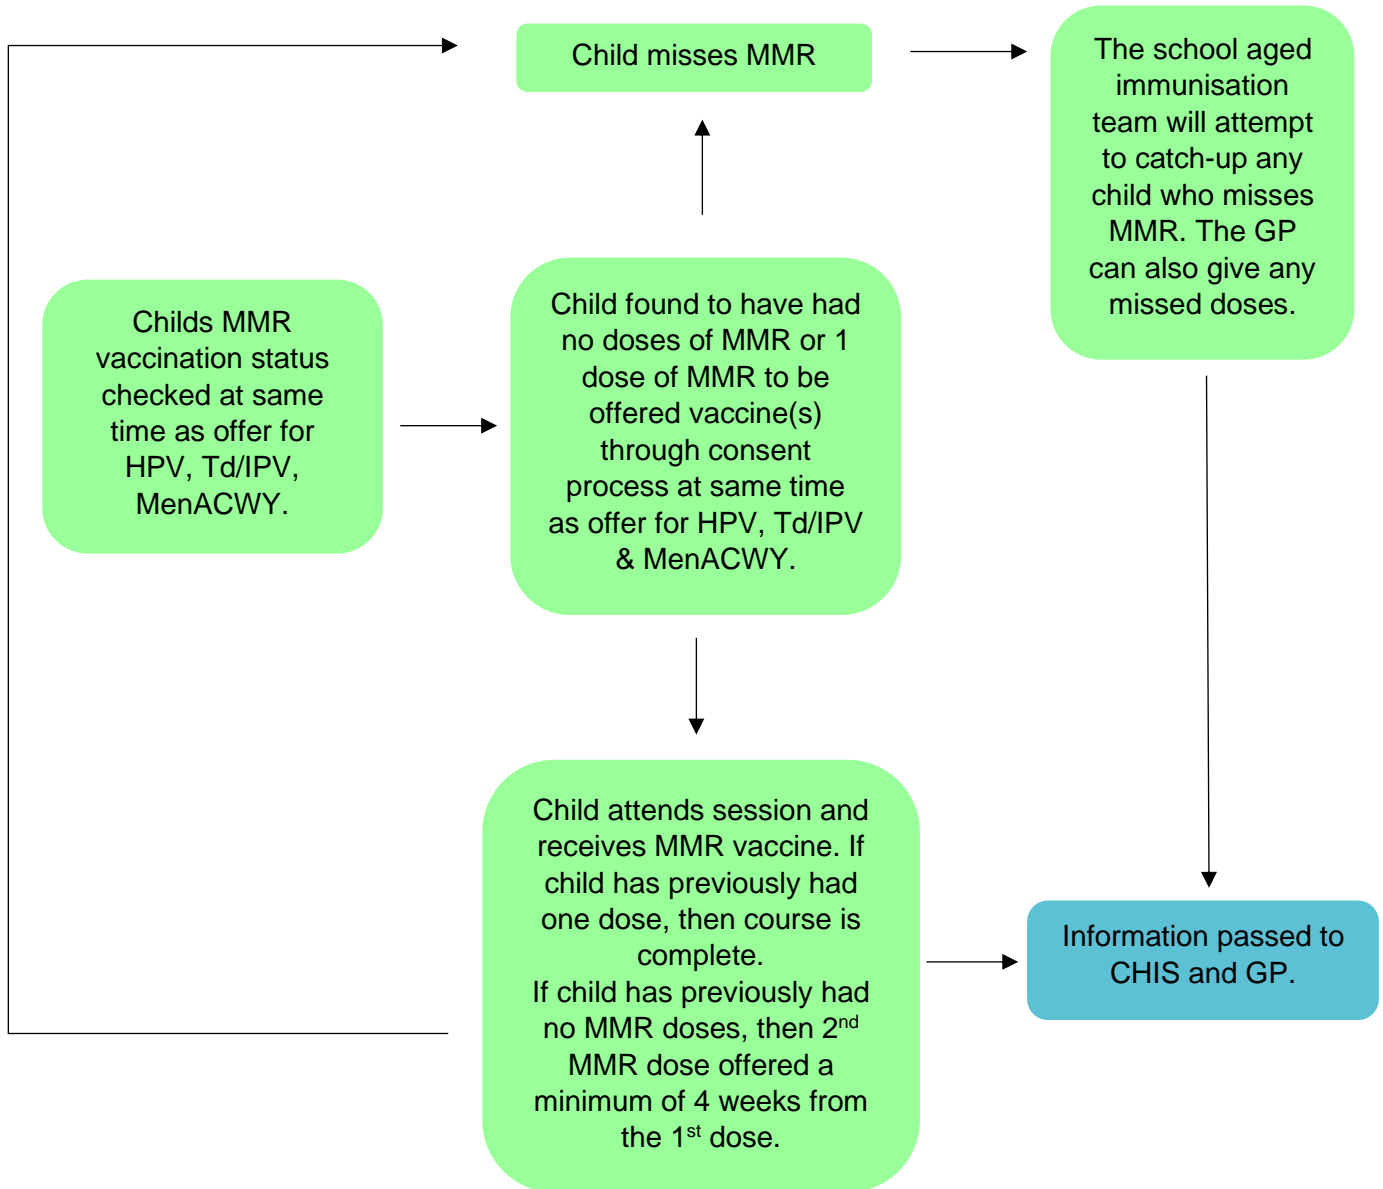 Child misses MMR
The school aged
immunisation
team will attempt
to catch-up any
child who misses
MMR. The GP
can also give any
missed doses.
Childs MMR
vaccination status
checked at same
time as offer for
HPV, Td/IPV,
MenACWY.
Child found to have had
no doses of MMR or 1
dose of MMR to be
offered vaccine(s)
through consent
process at same time
as offer for HPV, Td/IPV
& MenACWY.
Child attends session and
receives MMR vaccine. If
child has previously had
one dose, then course is
complete.
If child has previously had
no MMR doses, then 2nd
MMR dose offered a
minimum of 4 weeks from
the 1st dose.
Information passed to
CHIS and GP.